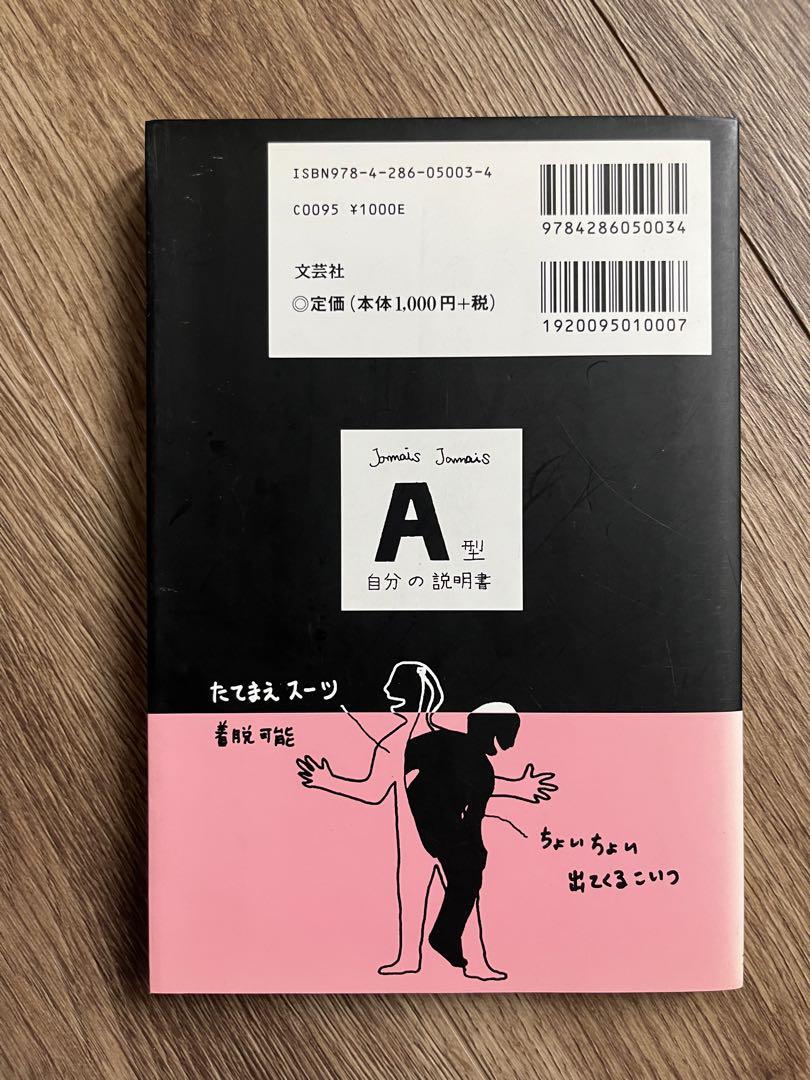 ISBN978-4-286-05003-4
C0095 ¥1000E
文芸社
◎定価(本体1,000円+税)
9784286050034
1920095010007
Jamais Jamais
A型
自分の説明書
たてまえスーツ
着脱可能
ちょいちょい
出てくるこいつ